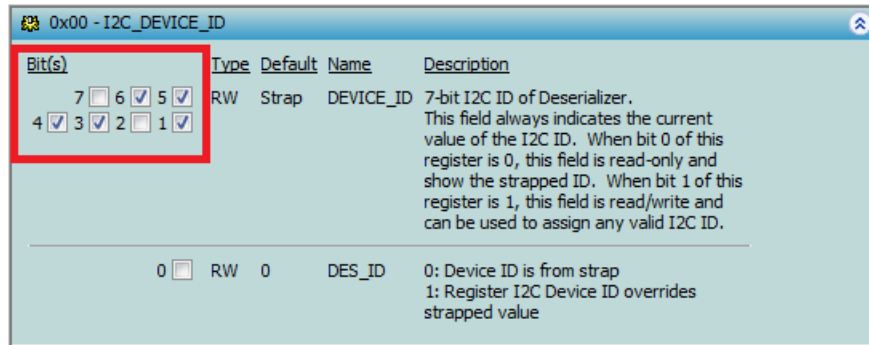 0x00 - I2C_DEVICE_ID
Bit(s) Type Default Name Description
7 6 5 RW Strap DEVICE_ID 7-bit I2C ID of Deserializer.
4 3 2 1 This field always indicates the current
value of the I2C ID. When bit 0 of this
register is 0, this field is read-only and
show the strapped ID. When bit 1 of this
register is 1, this field is read/write and
can be used to assign any valid I2C ID.
0 RW 0 DES_ID 0: Device ID is from strap
1: Register I2C Device ID overrides
strapped value